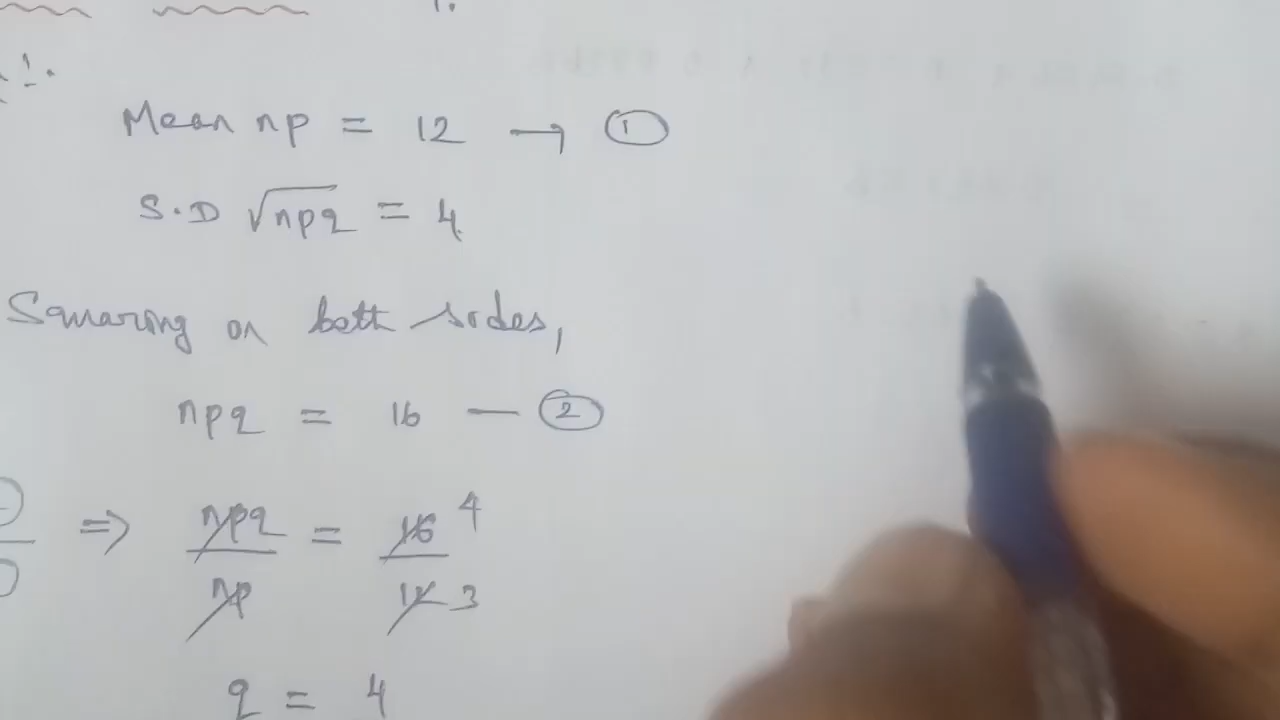 Mean np = 12 → ①
S.D √npq = 4.
Squaring on both sides,
npq = 16 — ②
⇒ npq/np = 16/12 4/3
q = 4